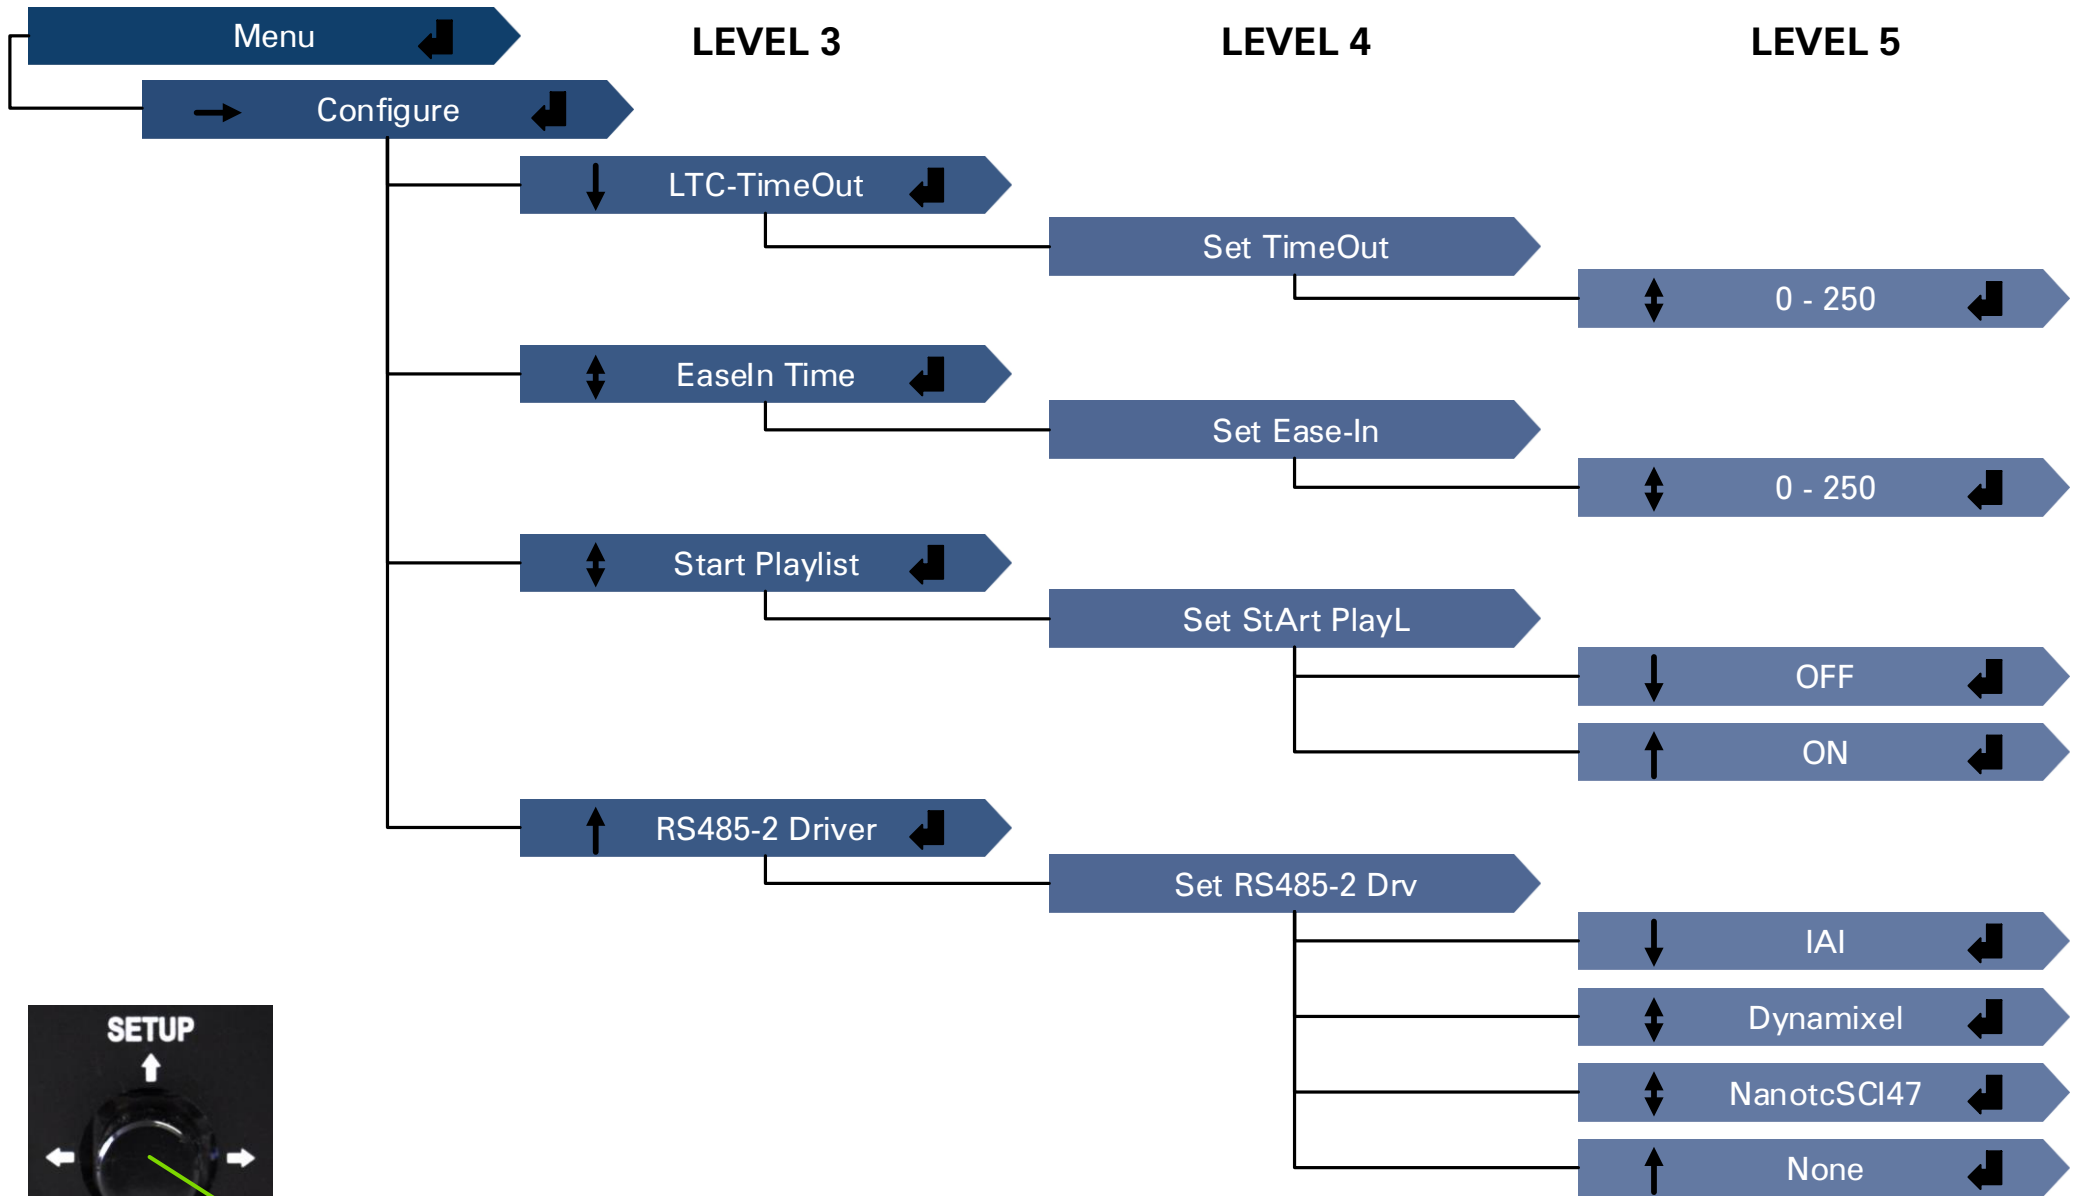 Menu
LEVEL 3
LEVEL 4
LEVEL 5
Configure
LTC-TimeOut
Set TimeOut
0 - 250
EaseIn Time
Set Ease-In
0 - 250
Start Playlist
Set StArt PlayL
OFF
ON
RS485-2 Driver
Set RS485-2 Drv
IAI
Dynamixel
NanotcSCI47
None
SETUP